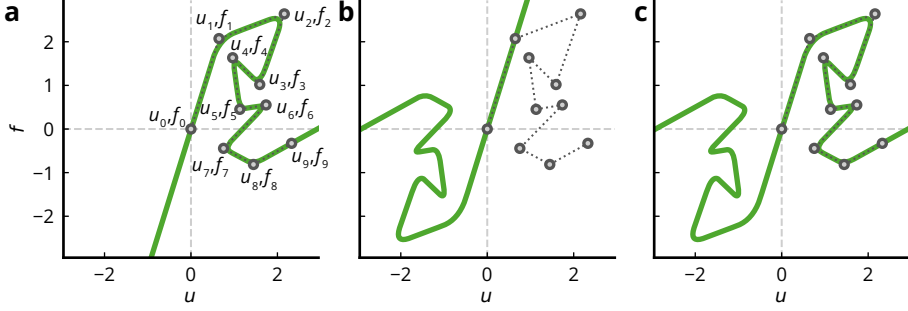 a
b
c
u₁,f₁
u₂,f₂
u₄,f₄
u₃,f₃
u₅,f₅
u₆,f₆
u₀,f₀
u₇,f₇
u₈,f₈
u₉,f₉
f
2
1
0
−1
−2
−2 0 2
−2 0 2
−2 0 2
u
u
u